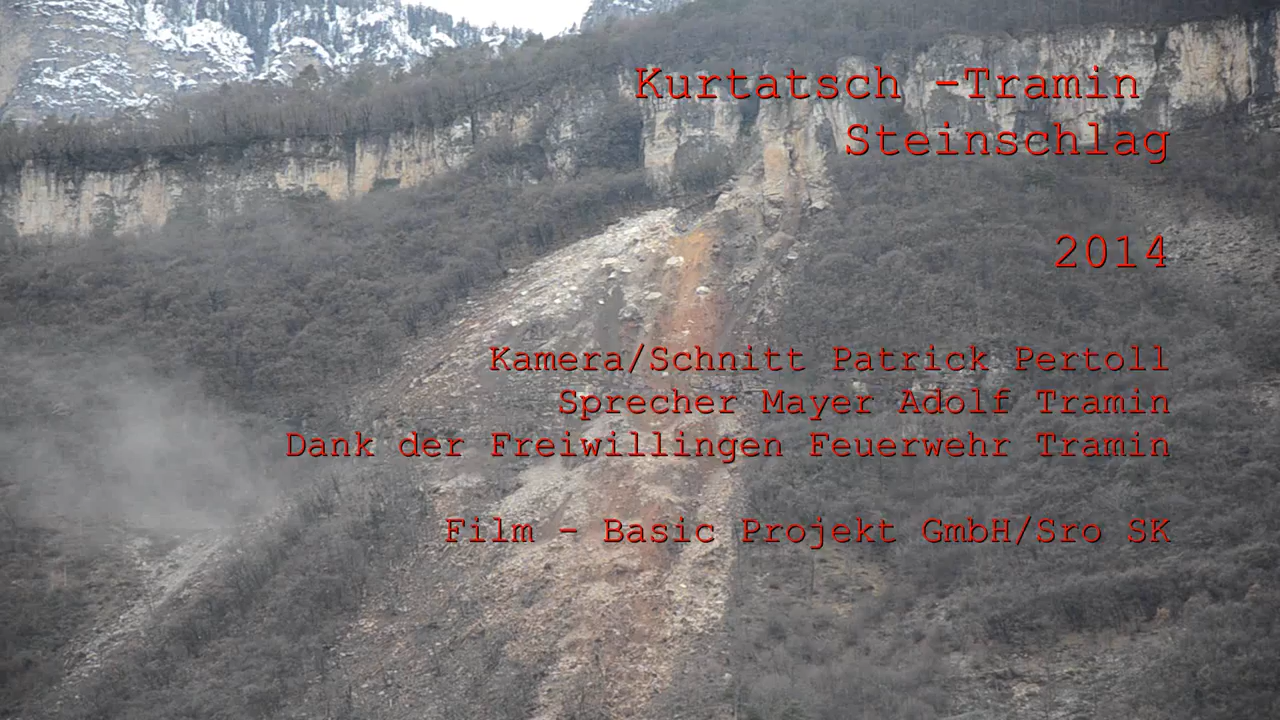 Kurtatsch -Tramin
Steinschlag
2014
Kamera/Schnitt Patrick Pertoll
Sprecher Mayer Adolf Tramin
Dank der Freiwillingen Feuerwehr Tramin
Film - Basic Projekt GmbH/Sro SK